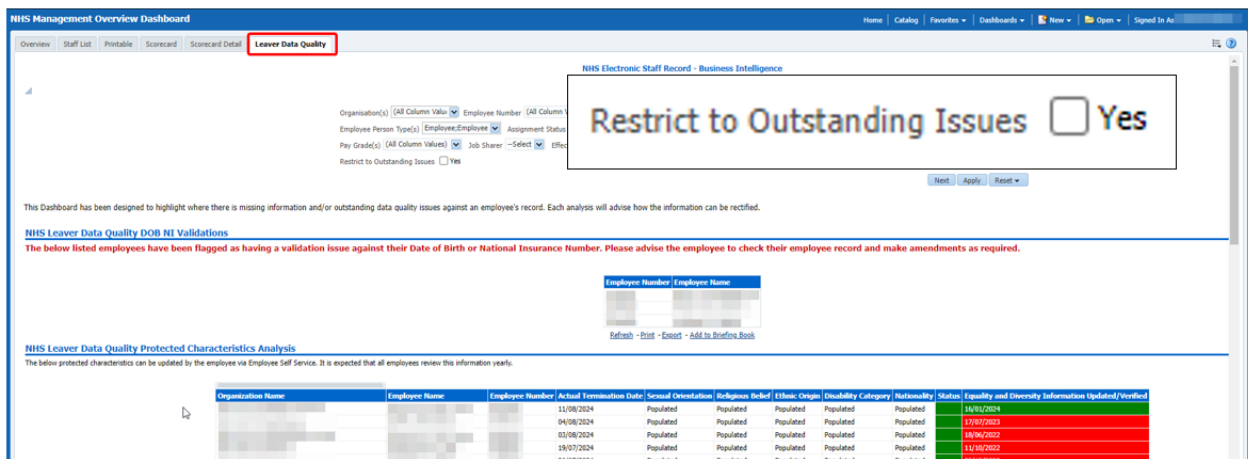 NHS Management Overview Dashboard
Home Catalog Favorites Dashboards New Open Signed In As
Overview Staff List Printable Scorecard Scorecard Detail Leaver Data Quality
NHS Electronic Staff Record - Business Intelligence
Restrict to Outstanding Issues Yes
Organisation(s) (All Column Valu Employee Number (All Column V
Employee Person Type(s) Employee;Employee Assignment Status
Pay Grade(s) (All Column Values) Job Sharer --Select Effec
Restrict to Outstanding Issues Yes
Next Apply Reset
This Dashboard has been designed to highlight where there is missing information and/or outstanding data quality issues against an employee's record. Each analysis will advise how the information can be rectified.
NHS Leaver Data Quality DOB NI Validations
The below listed employees have been flagged as having a validation issue against their Date of Birth or National Insurance Number. Please advise the employee to check their employee record and make amendments as required.
Employee Number Employee Name
Refresh - Print - Export - Add to Briefing Book
NHS Leaver Data Quality Protected Characteristics Analysis
The below protected characteristics can be updated by the employee via Employee Self Service. It is expected that all employees review this information yearly.
Organization Name Employee Name Employee Number Actual Termination Date Sexual Orientation Religious Belief Ethnic Origin Disability Category Nationality Status Equality and Diversity Information Updated/Verified
11/08/2024 Populated Populated Populated Populated Populated 16/01/2024
04/08/2024 Populated Populated Populated Populated Populated 17/07/2023
03/08/2024 Populated Populated Populated Populated Populated 18/06/2022
19/07/2024 Populated Populated Populated Populated Populated 11/10/2022